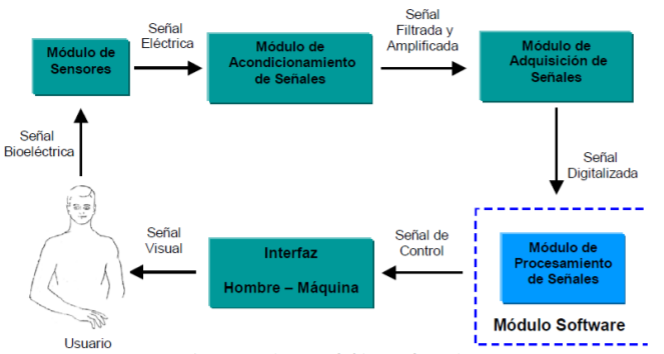 Módulo de
Sensores
Señal
Eléctrica
Módulo de
Acondicionamiento
de Señales
Señal
Filtrada y
Amplificada
Módulo de
Adquisición de
Señales
Señal
Bioeléctrica
Señal
Digitalizada
Usuario
Señal
Visual
Interfaz
Hombre – Máquina
Señal de
Control
Módulo de
Procesamiento
de Señales
Módulo Software